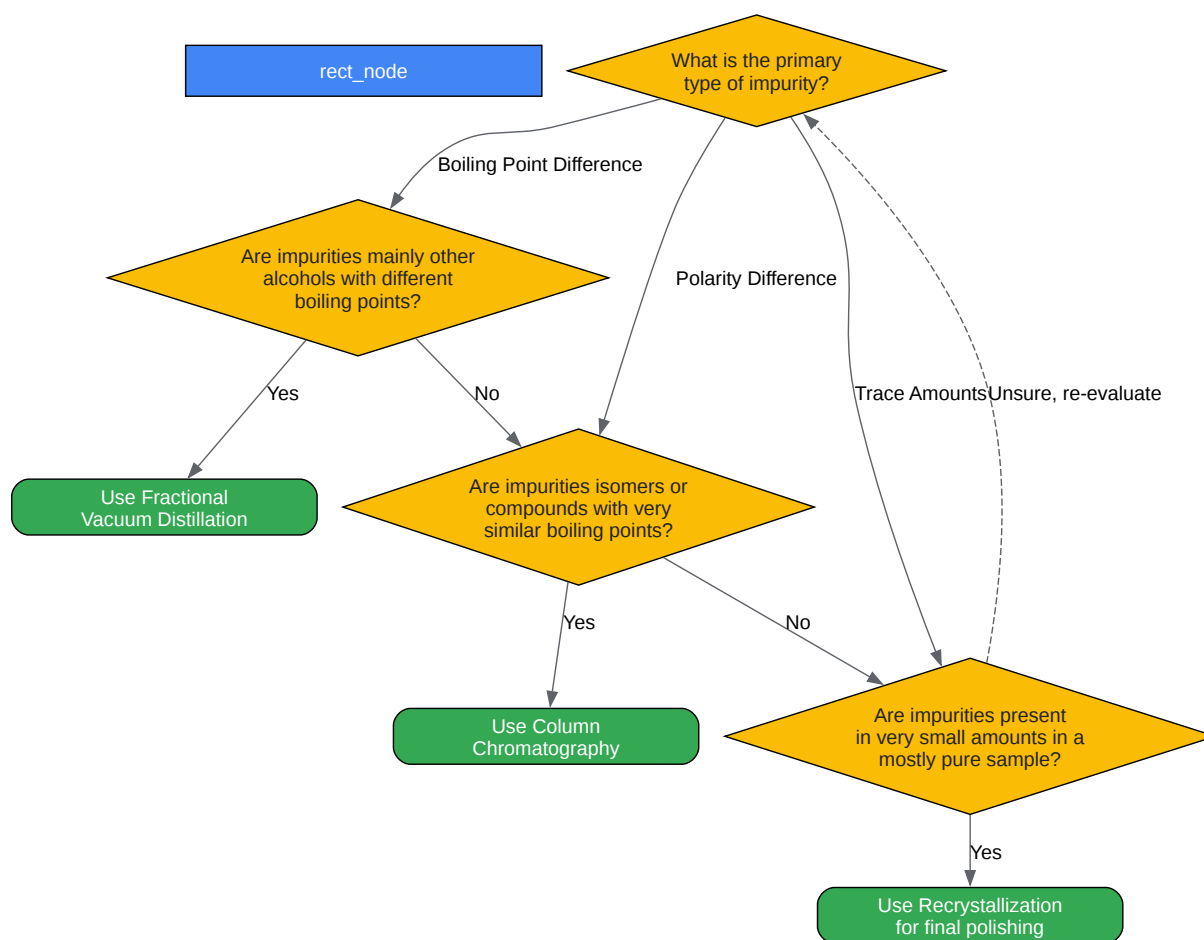 rect_node
What is the primary
type of impurity?
Boiling Point Difference
Are impurities mainly other
alcohols with different
boiling points?
Polarity Difference
Yes
No
Trace Amounts
Unsure, re-evaluate
Use Fractional
Vacuum Distillation
Are impurities isomers or
compounds with very
similar boiling points?
Yes
No
Use Column
Chromatography
Are impurities present
in very small amounts in a
mostly pure sample?
Yes
Use Recrystallization
for final polishing